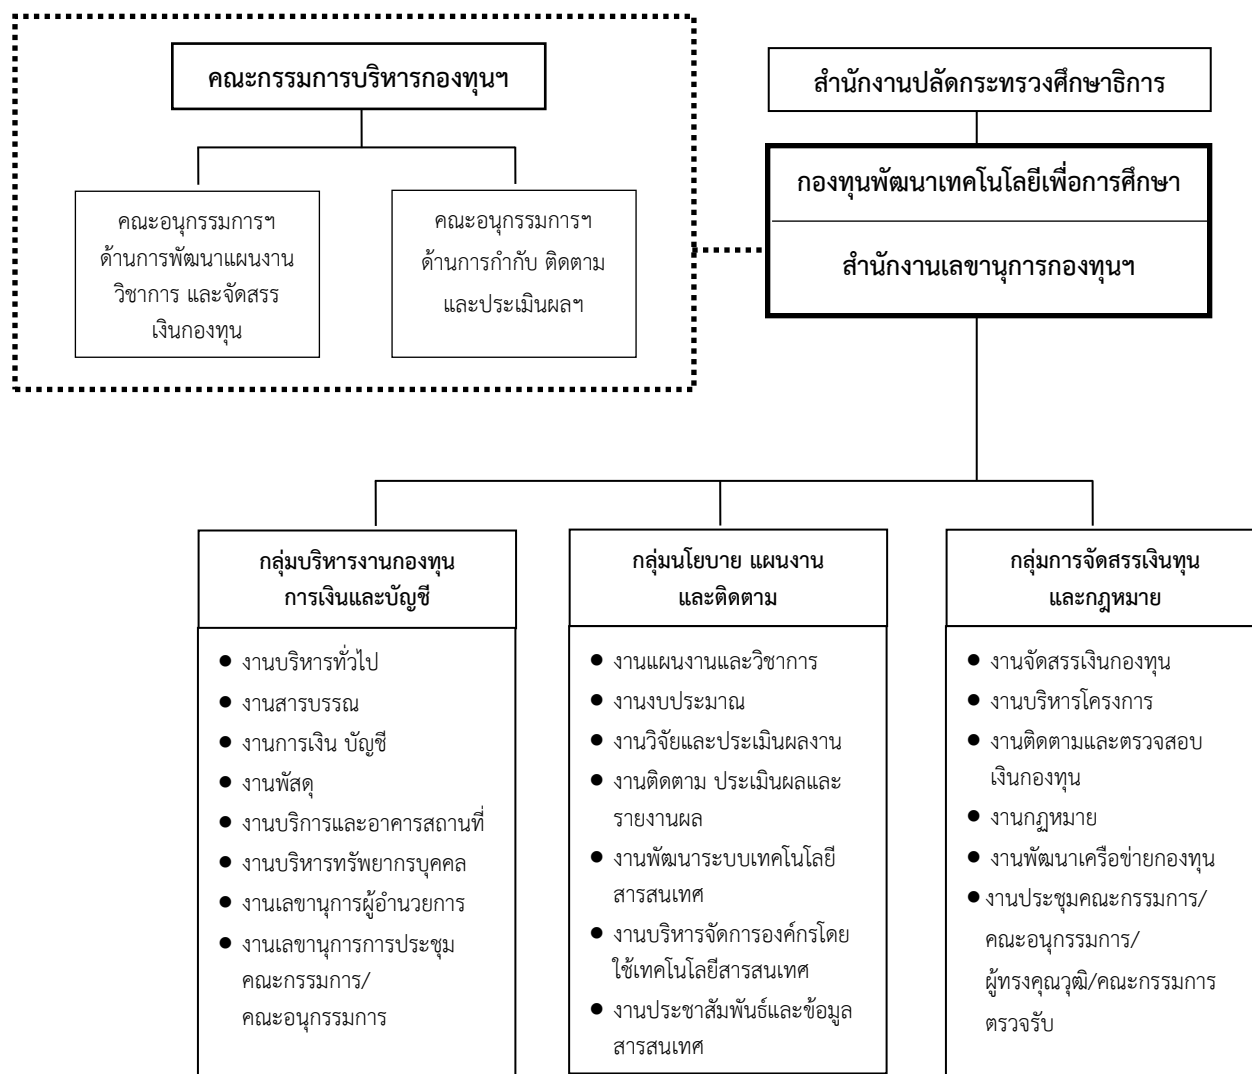 คณะกรรมการบริหารกองทุนฯ
สำนักงานปลัดกระทรวงศึกษาธิการ
กองทุนพัฒนาเทคโนโลยีเพื่อการศึกษา
สำนักงานเลขานุการกองทุนฯ
คณะอนุกรรมการฯ
ด้านการพัฒนาแผนงาน
วิชาการ และจัดสรร
เงินกองทุน
คณะอนุกรรมการฯ
ด้านการกำกับ ติดตาม
และประเมินผลฯ
กลุ่มบริหารงานกองทุน
การเงินและบัญชี
● งานบริหารทั่วไป
● งานสารบรรณ
● งานการเงิน บัญชี
● งานพัสดุ
● งานบริการและอาคารสถานที่
● งานบริหารทรัพยากรบุคคล
● งานเลขานุการผู้อำนวยการ
● งานเลขานุการการประชุม
คณะกรรมการ/
คณะอนุกรรมการ
กลุ่มนโยบาย แผนงาน
และติดตาม
● งานแผนงานและวิชาการ
● งานงบประมาณ
● งานวิจัยและประเมินผลงาน
● งานติดตาม ประเมินผลและ
รายงานผล
● งานพัฒนาระบบเทคโนโลยี
สารสนเทศ
● งานบริหารจัดการองค์กรโดย
ใช้เทคโนโลยีสารสนเทศ
● งานประชาสัมพันธ์และข้อมูล
สารสนเทศ
กลุ่มการจัดสรรเงินทุน
และกฎหมาย
● งานจัดสรรเงินกองทุน
● งานบริหารโครงการ
● งานติดตามและตรวจสอบ
เงินกองทุน
● งานกฏหมาย
● งานพัฒนาเครือข่ายกองทุน
● งานประชุมคณะกรรมการ/
คณะอนุกรรมการ/
ผู้ทรงคุณวุฒิ/คณะกรรมการ
ตรวจรับ